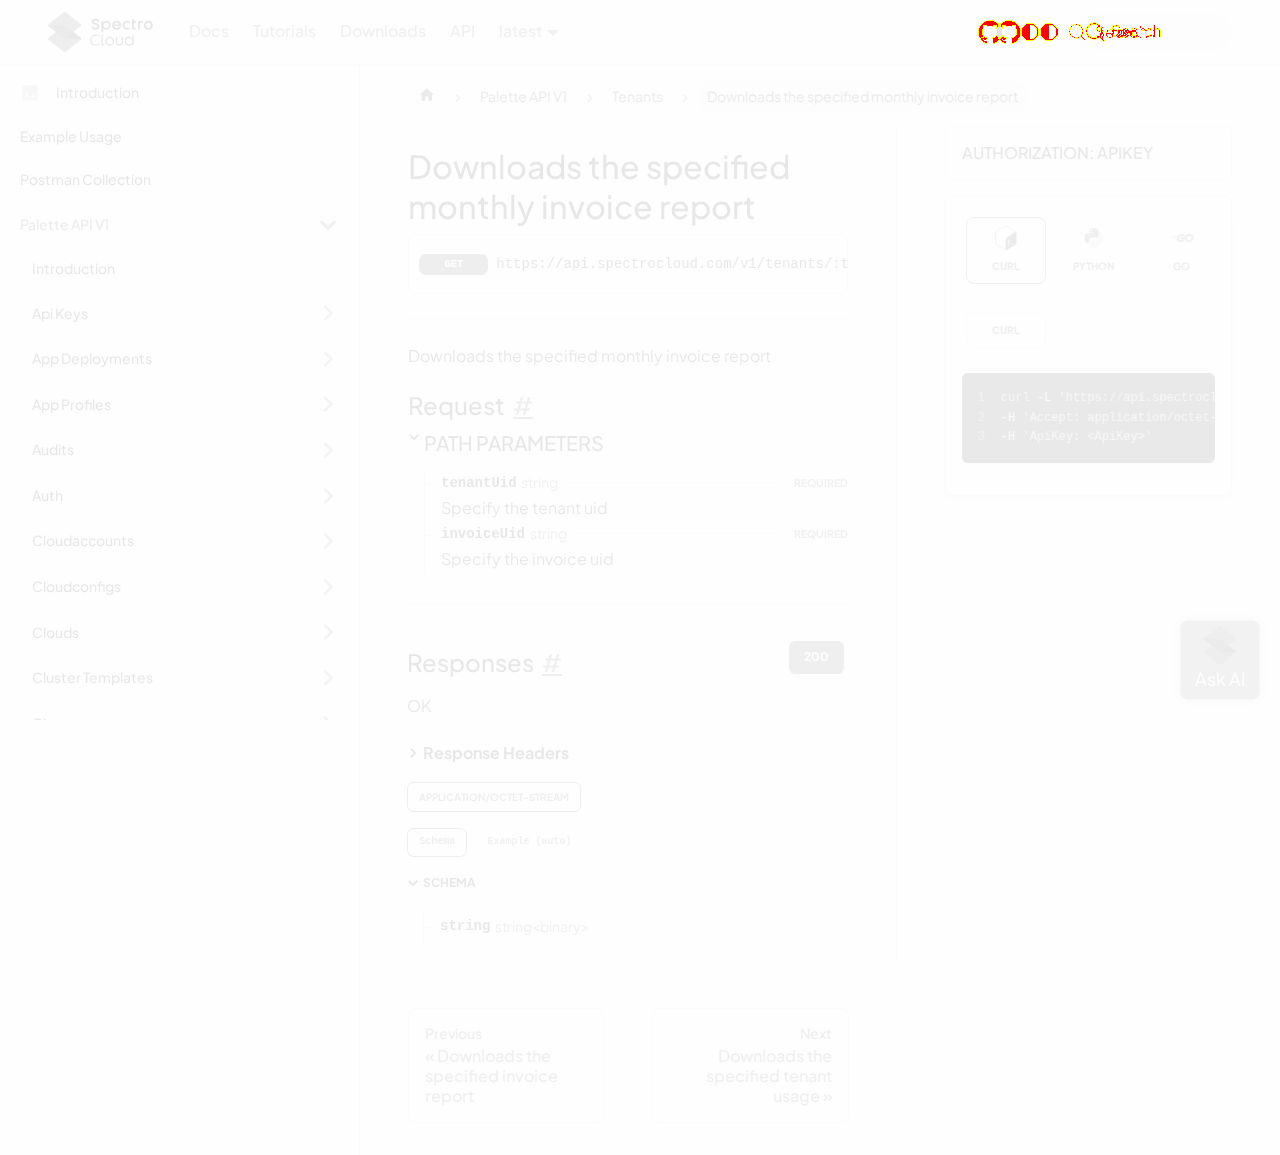 Spectro Cloud Docs Tutorials Downloads API latest Search
Introduction
Example Usage
Postman Collection
Palette API V1
Introduction
Api Keys
App Deployments
App Profiles
Audits
Auth
Cloudaccounts
Cloudconfigs
Clouds
Cluster Templates
Palette API V1 Tenants Downloads the specified monthly invoice report
Downloads the specified
monthly invoice report
GET https://api.spectrocloud.com/v1/tenants/:t
Downloads the specified monthly invoice report
Request #
PATH PARAMETERS
tenantUid string REQUIRED
Specify the tenant uid
invoiceUid string REQUIRED
Specify the invoice uid
Responses # 200
OK
Response Headers
APPLICATION/OCTET-STREAM
Schema Example (auto)
SCHEMA
string string<binary>
Previous
« Downloads the
specified invoice
report
Next
Downloads the
specified tenant
usage »
AUTHORIZATION: APIKEY
CURL PYTHON GO
CURL
1 curl -L 'https://api.spectrocl
2 -H 'Accept: application/octet-
3 -H 'ApiKey: <ApiKey>'
Ask AI